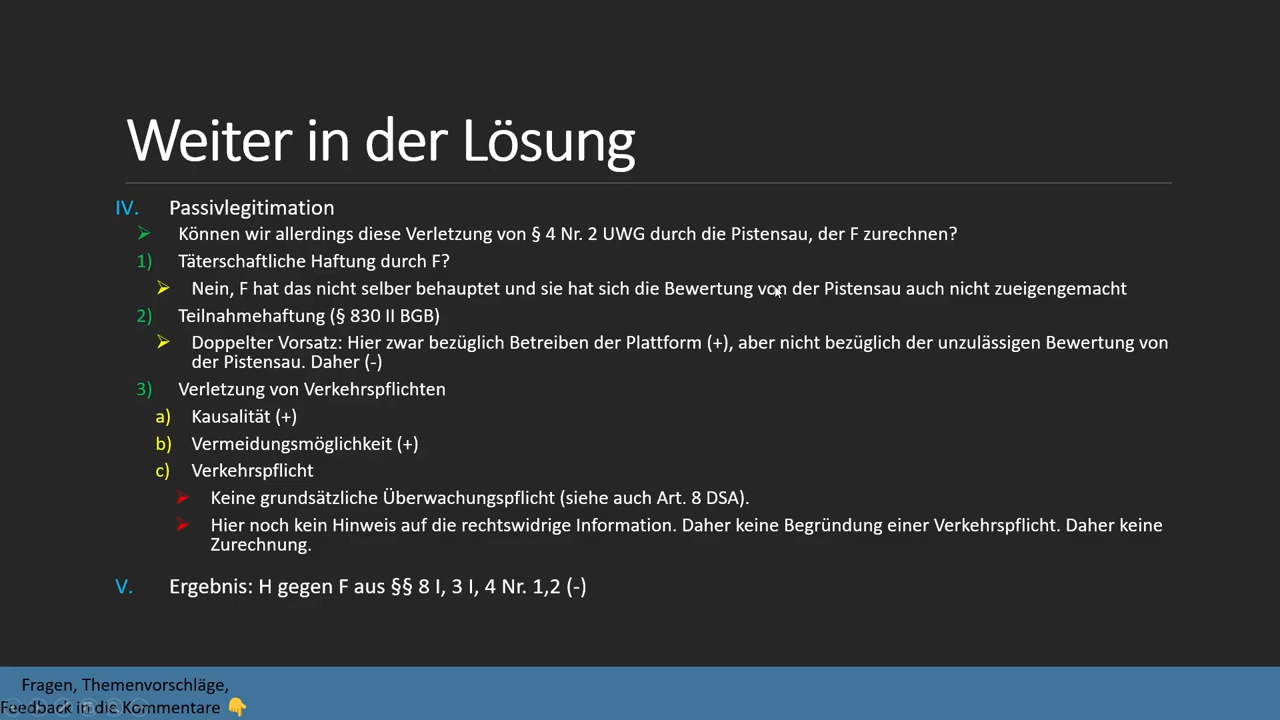 Weiter in der Lösung
IV. Passivlegitimation
Können wir allerdings diese Verletzung von § 4 Nr. 2 UWG durch die Pistensau, der F zurechnen?
1) Täterschaftliche Haftung durch F?
Nein, F hat das nicht selber behauptet und sie hat sich die Bewertung von der Pistensau auch nicht zueigengemacht
2) Teilnahmehaftung (§ 830 II BGB)
Doppelter Vorsatz: Hier zwar bezüglich Betreiben der Plattform (+), aber nicht bezüglich der unzulässigen Bewertung von
der Pistensau. Daher (-)
3) Verletzung von Verkehrspflichten
a) Kausalität (+)
b) Vermeidungsmöglichkeit (+)
c) Verkehrspflicht
Keine grundsätzliche Überwachungspflicht (siehe auch Art. 8 DSA).
Hier noch kein Hinweis auf die rechtswidrige Information. Daher keine Begründung einer Verkehrspflicht. Daher keine
Zurechnung.
V. Ergebnis: H gegen F aus §§ 8 I, 3 I, 4 Nr. 1,2 (-)
Fragen, Themenvorschläge,
Feedback in die Kommentare 👇